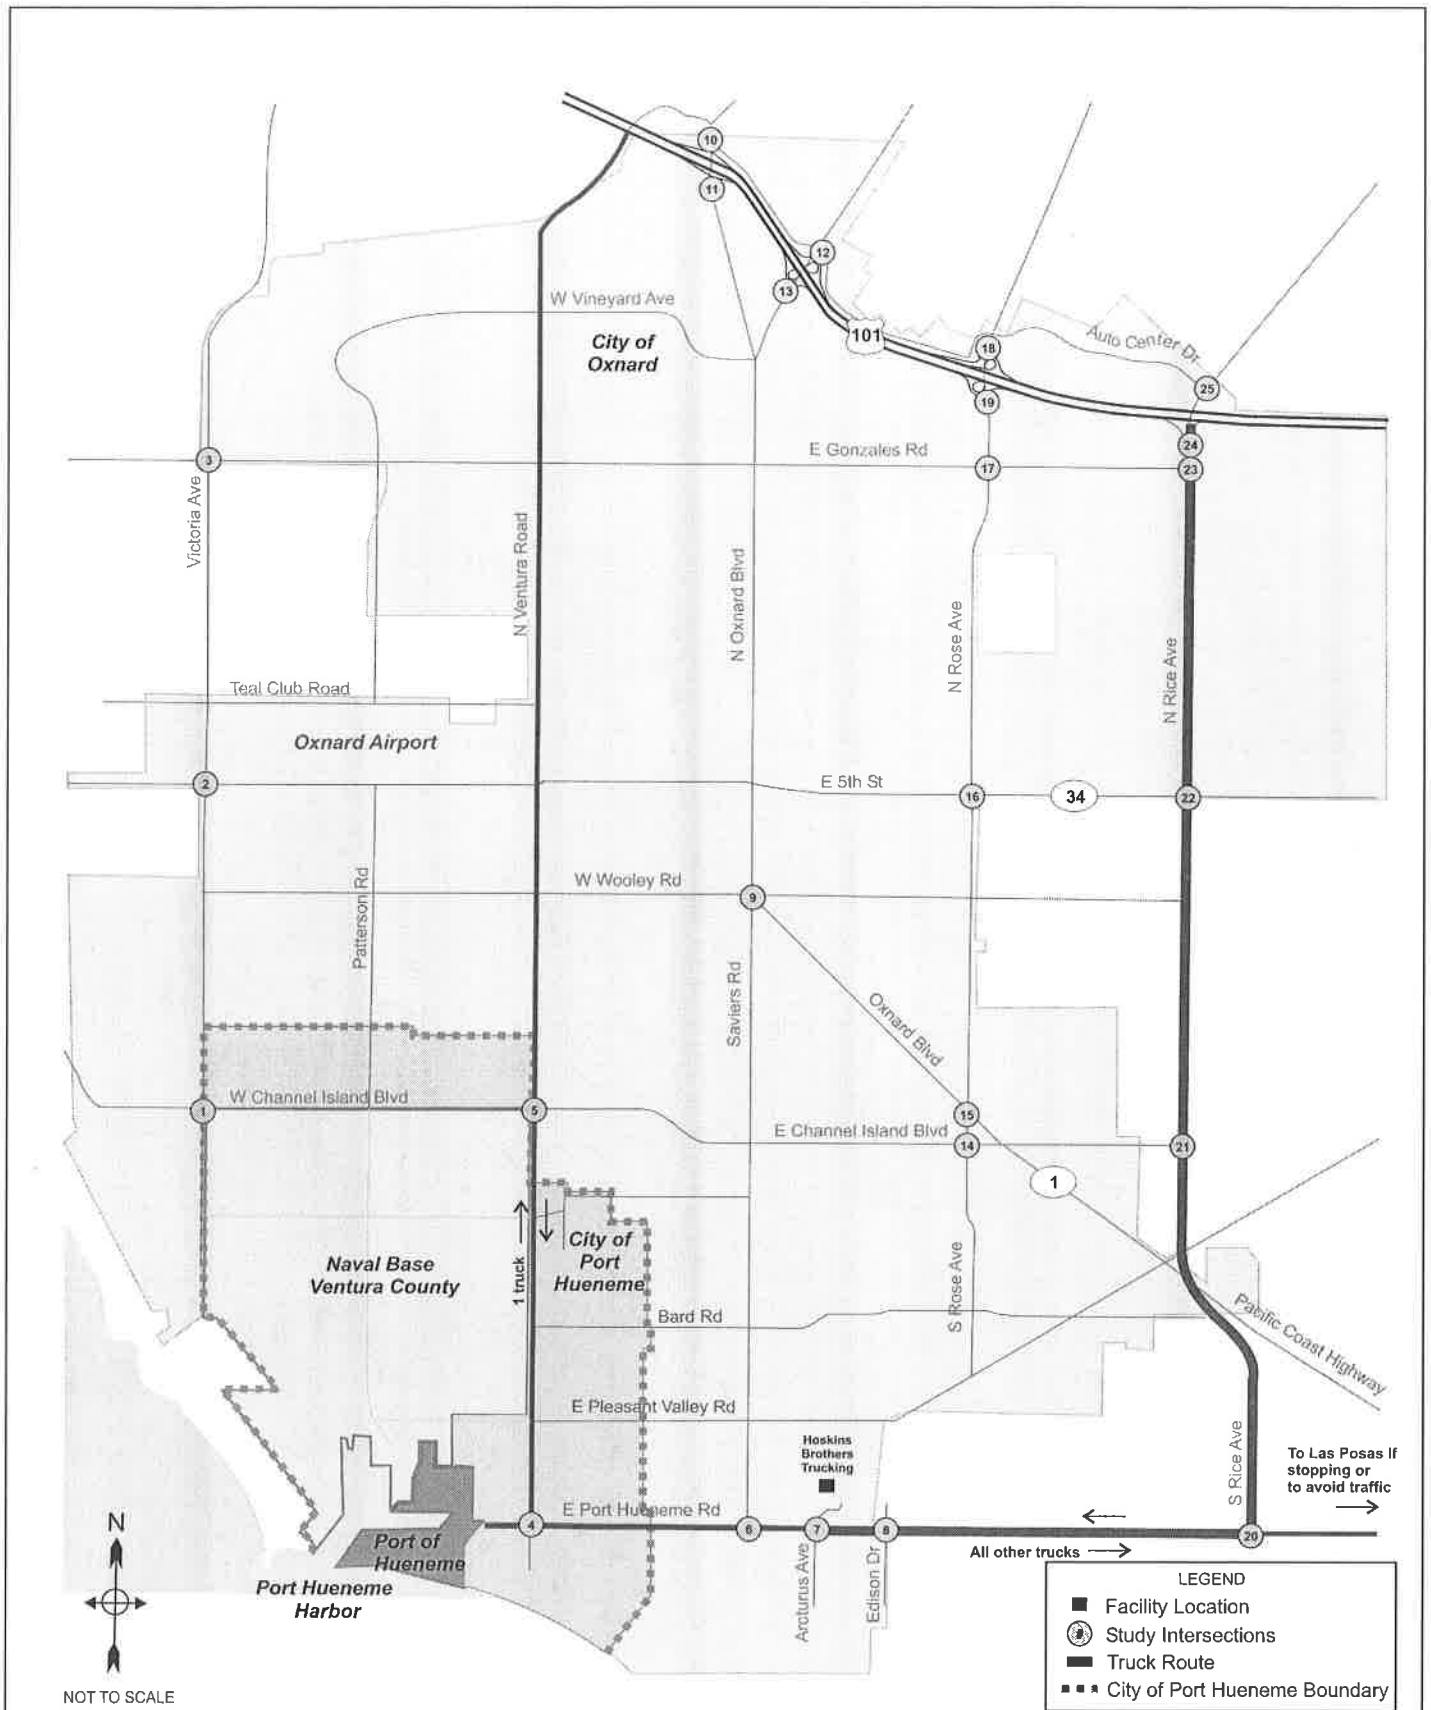 10
11
12
13
W Vineyard Ave
City of
Oxnard
101
18
Auto Center Dr
25
19
24
3
E Gonzales Rd
17
23
Victoria Ave
N Ventura Road
N Oxnard Blvd
N Rose Ave
N Rice Ave
Teal Club Road
Oxnard Airport
2
E 5th St
16
34
22
W Wooley Rd
9
Patterson Rd
Saviers Rd
Oxnard Blvd
W Channel Island Blvd
1
5
15
E Channel Island Blvd
14
21
1
City of
Port
Hueneme
Naval Base
Ventura County
1 truck
S Rose Ave
Bard Rd
Pacific Coast Highway
E Pleasant Valley Rd
Hoskins
Brothers
Trucking
S Rice Ave
To Las Posas If
stopping or
to avoid traffic
N
E Port Hueneme Rd
4
6
7
8
20
Port of
Hueneme
All other trucks
Port Hueneme
Harbor
Arcturus Ave
Edison Dr
LEGEND
Facility Location
Study Intersections
Truck Route
City of Port Hueneme Boundary
NOT TO SCALE